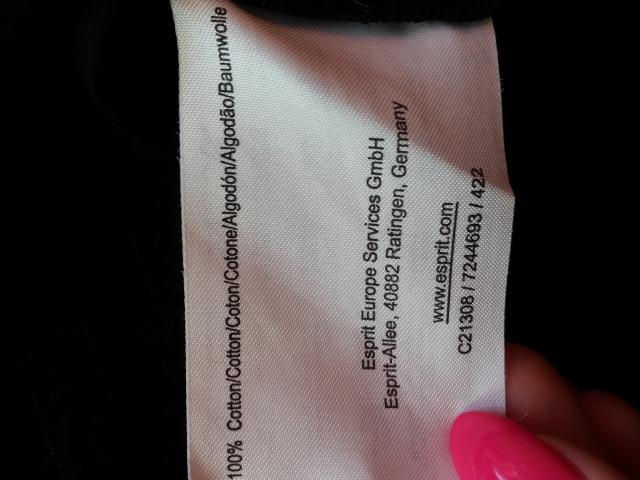 100% Cotton/Cotton/Coton/Cotone/Algodón/Algodão/Baumwolle
Esprit Europe Services GmbH
Esprit-Allee, 40882 Ratingen, Germany
www.esprit.com
C21308 / 7244693 / 422